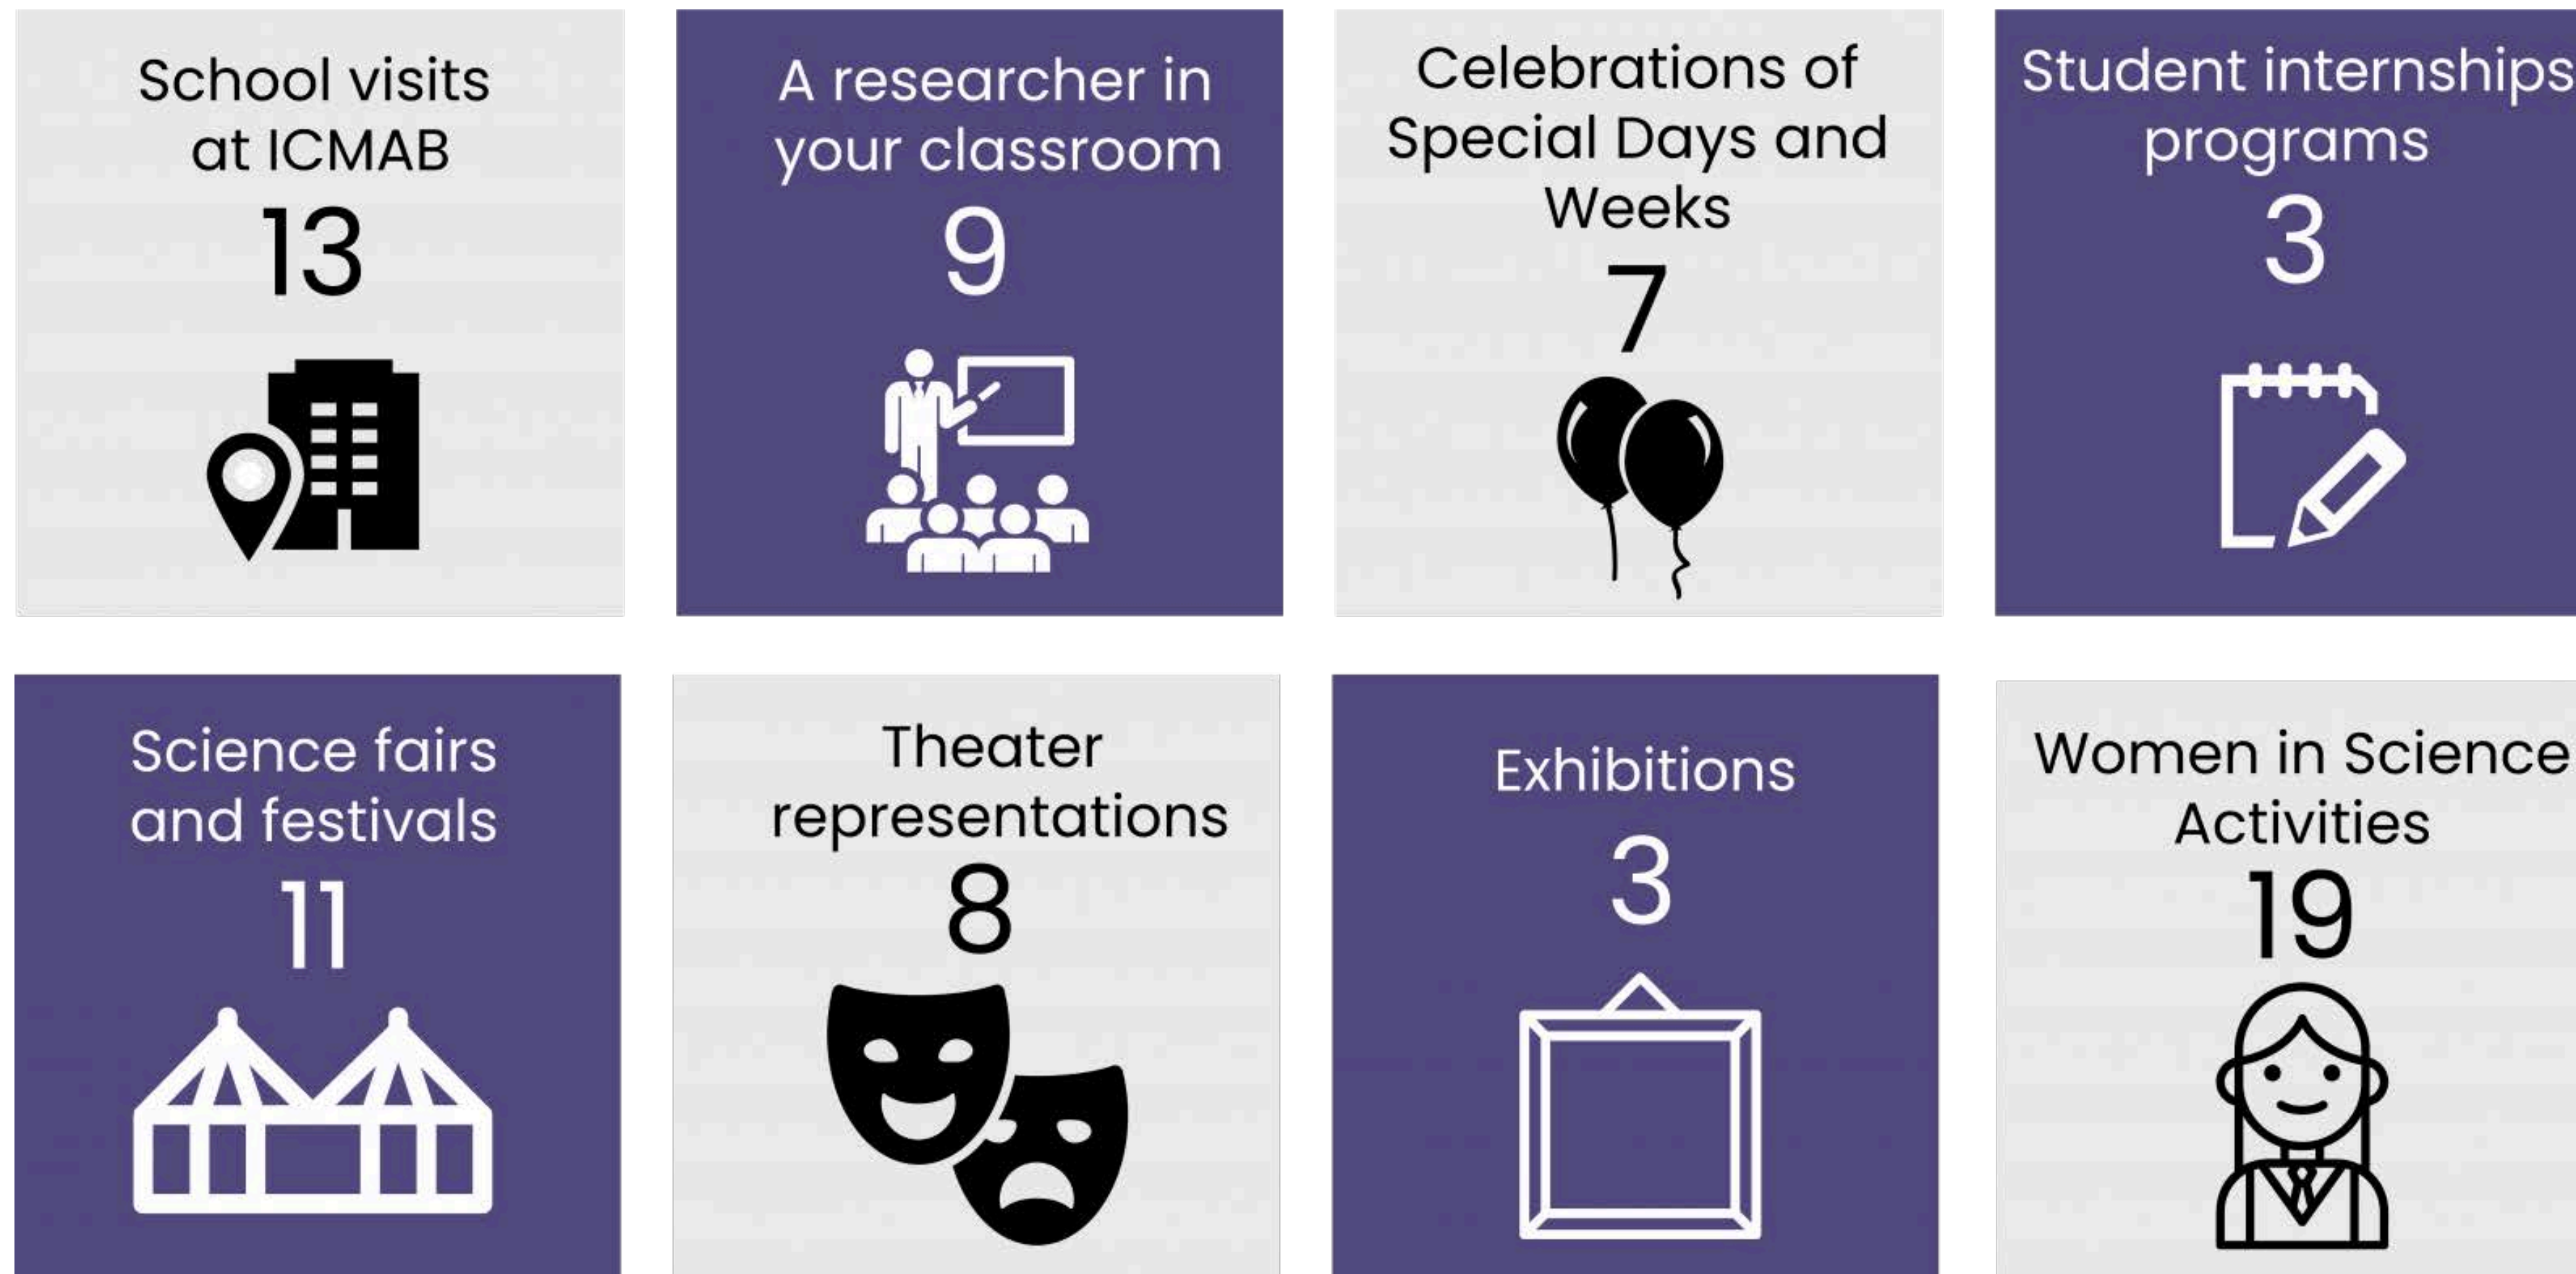 School visits
at ICMAB
13
A researcher in
your classroom
9
Celebrations of
Special Days and
Weeks
7
Student internships
programs
3
Science fairs
and festivals
11
Theater
representations
8
Exhibitions
3
Women in Science
Activities
19